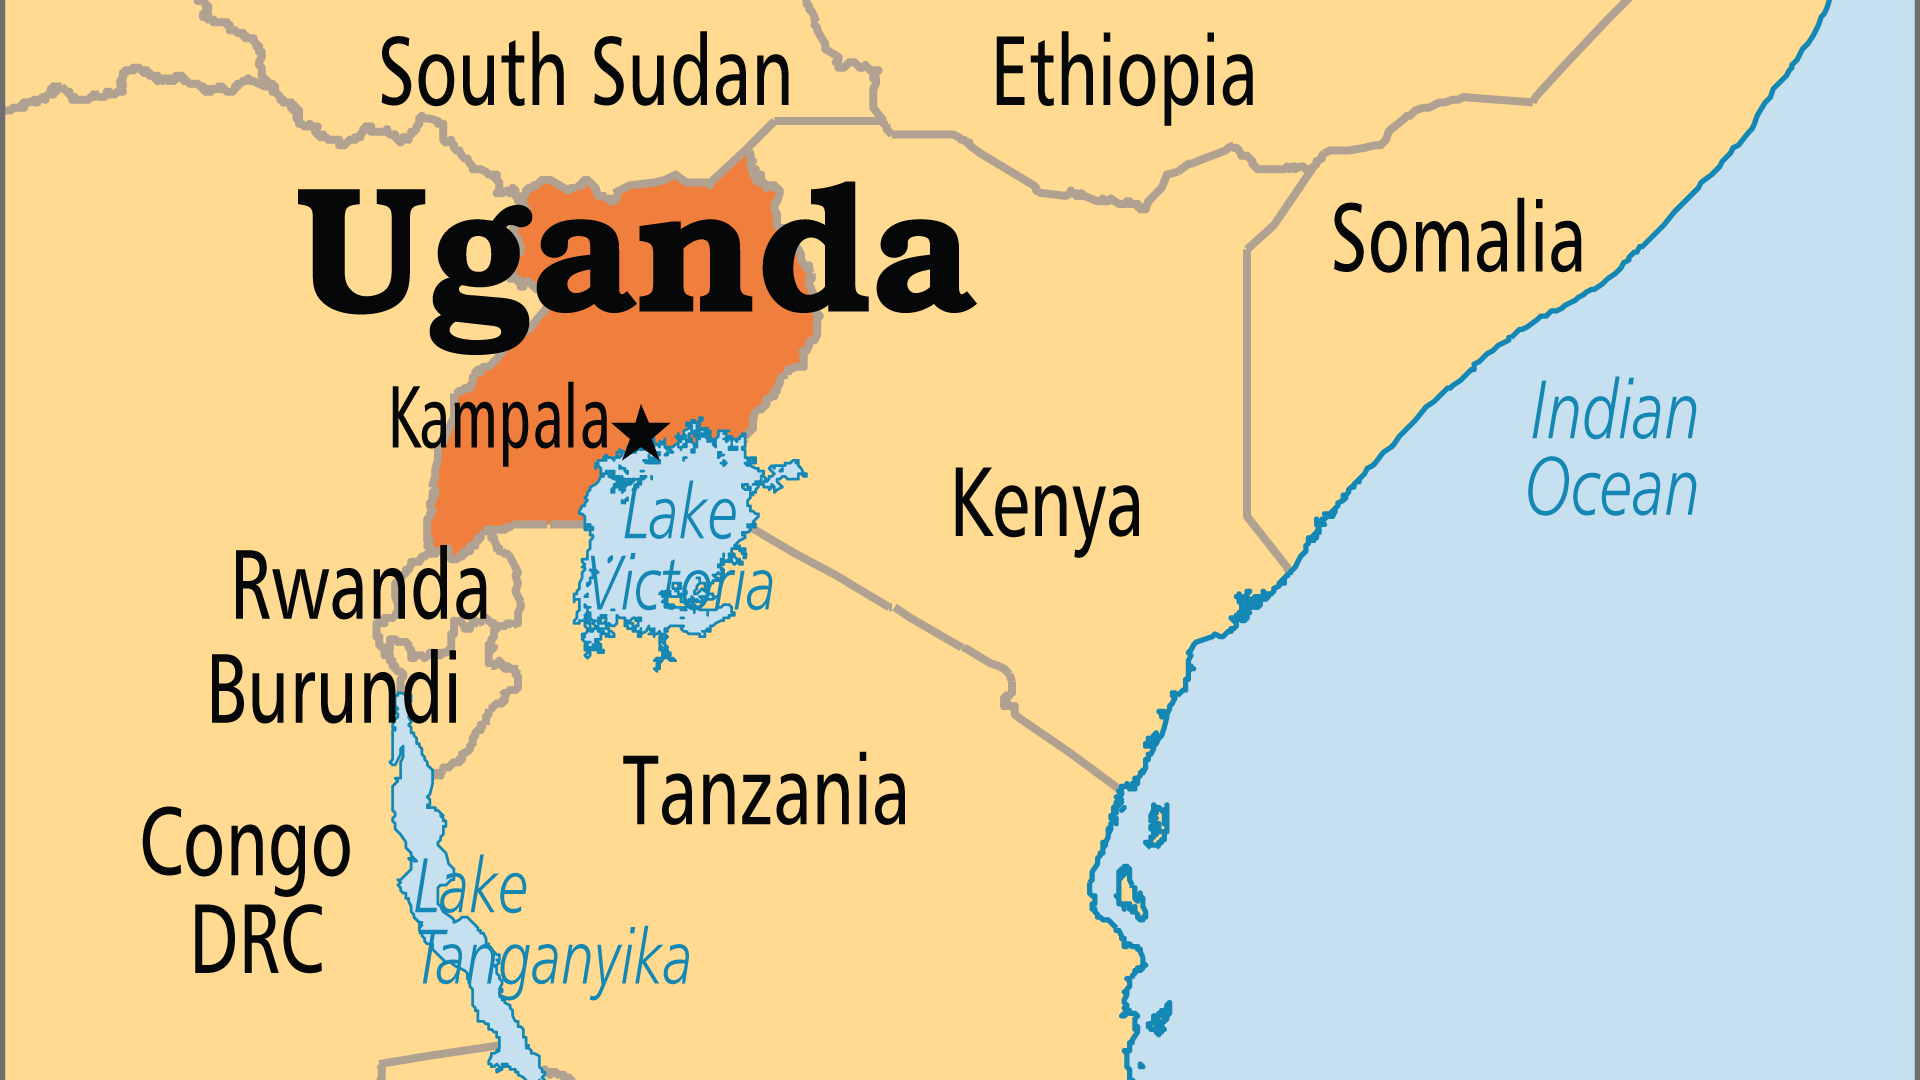 South Sudan
Ethiopia
Uganda
Somalia
Kampala
Indian
Ocean
Lake
Victoria
Kenya
Rwanda
Burundi
Tanzania
Congo
DRC
Lake
Tanganyika